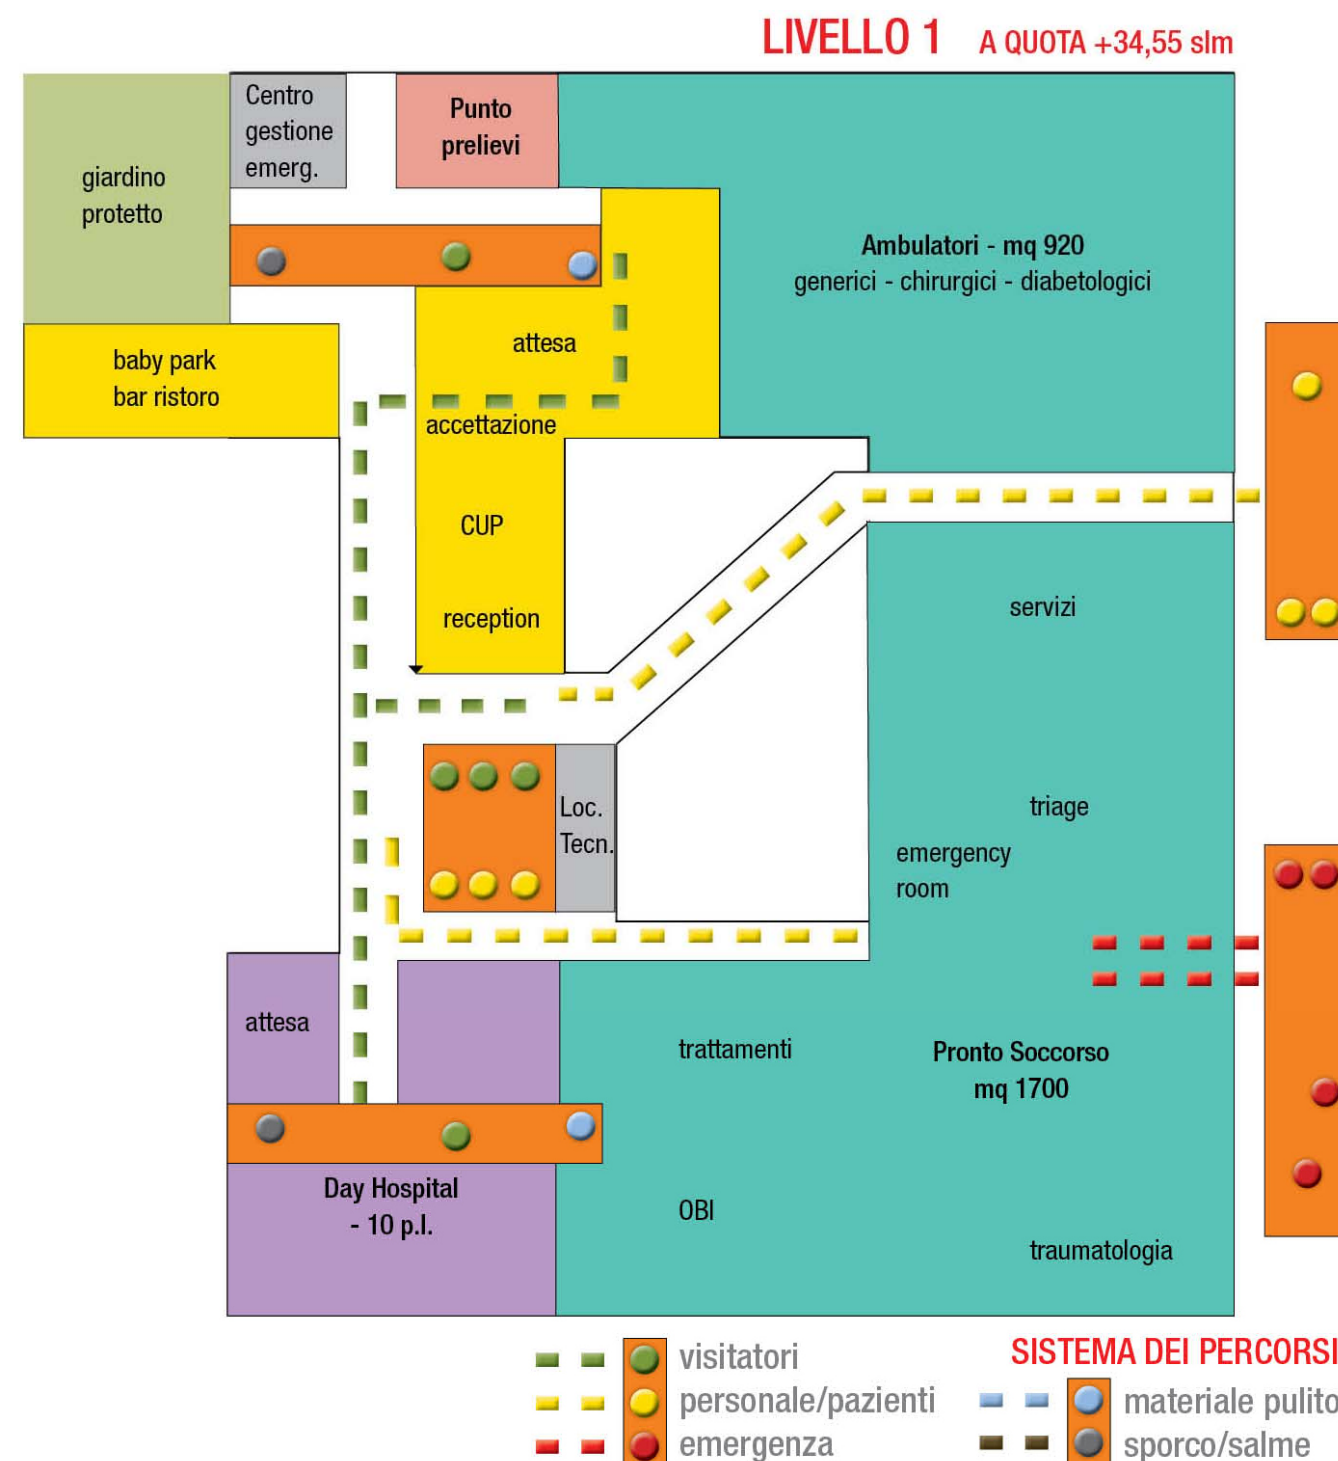 LIVELLO 1 A QUOTA +34,55 slm
Centro
gestione
emerg.
Punto
prelievi
giardino
protetto
Ambulatori - mq 920
generici - chirurgici - diabetologici
attesa
baby park
bar ristoro
accettazione
CUP
reception
servizi
Loc.
Tecn.
triage
emergency
room
attesa
trattamenti
Pronto Soccorso
mq 1700
Day Hospital
- 10 p.l.
OBI
traumatologia
visitatori
personale/pazienti
emergenza
SISTEMA DEI PERCORSI
materiale pulito
sporco/salme